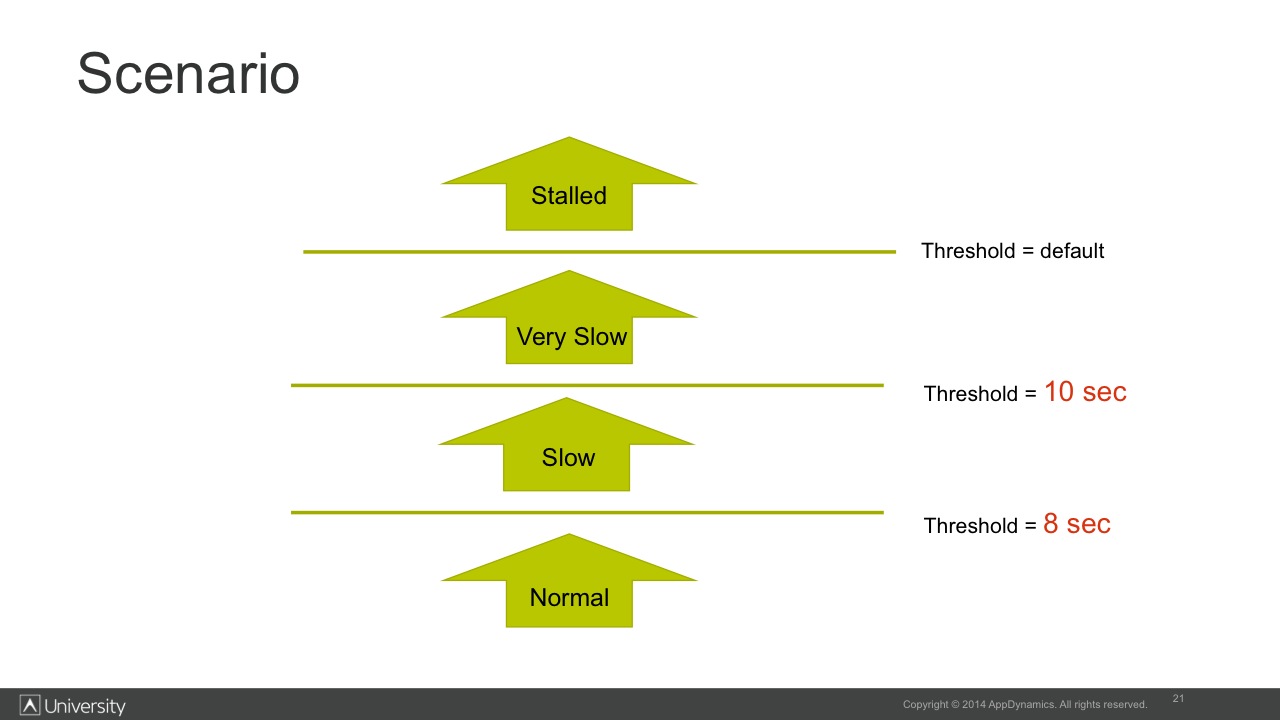 Scenario
Stalled
Threshold = default
Very Slow
Threshold = 10 sec
Slow
Threshold = 8 sec
Normal
University
Copyright © 2014 AppDynamics. All rights reserved.
21